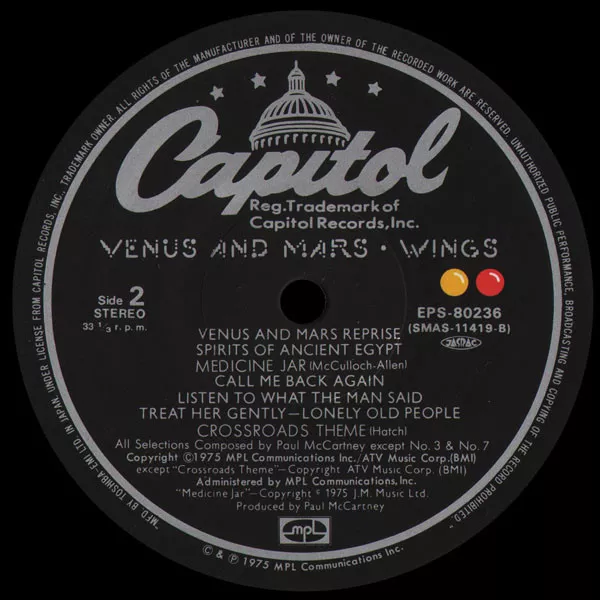 TRADEMARK OWNER. ALL RIGHTS OF THE MANUFACTURER AND OF THE OWNER OF THE RECORDED WORK ARE RESERVED. UNAUTHORIZED PUBLIC PERFORMANCE, BROADCASTING AND COPYING OF THE RECORD PROHIBITED."
Capitol
Reg.Trademark of
Capitol Records,Inc.
VENUS AND MARS • WINGS
Side 2
STEREO
33 1/3 r.p.m.
EPS-80236
(SMAS-11419-B)
JASRAC
VENUS AND MARS REPRISE
SPIRITS OF ANCIENT EGYPT
MEDICINE JAR (McCulloch-Allen)
CALL ME BACK AGAIN
LISTEN TO WHAT THE MAN SAID
TREAT HER GENTLY—LONELY OLD PEOPLE
CROSSROADS THEME (Hatch)
All Selections Composed by Paul McCartney except No. 3 & No. 7
Copyright ©1975 MPL Communications Inc./ATV Music Corp.(BMI)
except "Crossroads Theme"—Copyright ATV Music Corp. (BMI)
Administered by MPL Communications, Inc.
"Medicine Jar"—Copyright © 1975 J.M. Music Ltd.
Produced by Paul McCartney
mpl
© & ℗ 1975 MPL Communications Inc.
"MFD. BY TOSHIBA-EMI LTD. IN JAPAN UNDER LICENSE FROM CAPITOL RECORDS, INC.,